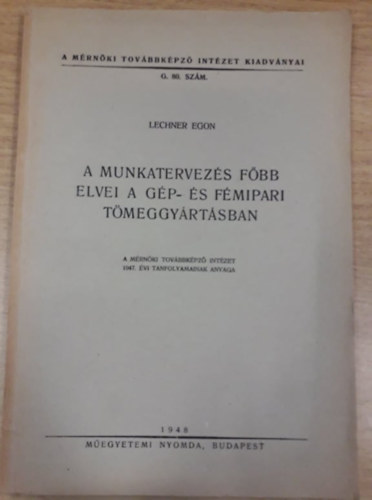 A MÉRNÖKI TOVÁBBKÉPZŐ INTÉZET KIADVÁNYAI
G. 80. SZÁM.
LECHNER EGON
A MUNKATERVEZÉS FŐBB
ELVEI A GÉP- ÉS FÉMIPARI
TÖMEGGYÁRTÁSBAN
A MÉRNÖKI TOVÁBBKÉPZŐ INTÉZET
1947. ÉVI TANFOLYAMAINAK ANYAGA
1948
MŰEGYETEMI NYOMDA, BUDAPEST